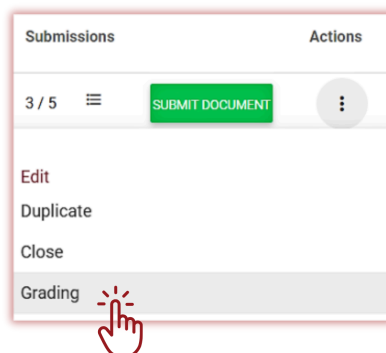 Submissions Actions
3 / 5 SUBMIT DOCUMENT
Edit
Duplicate
Close
Grading